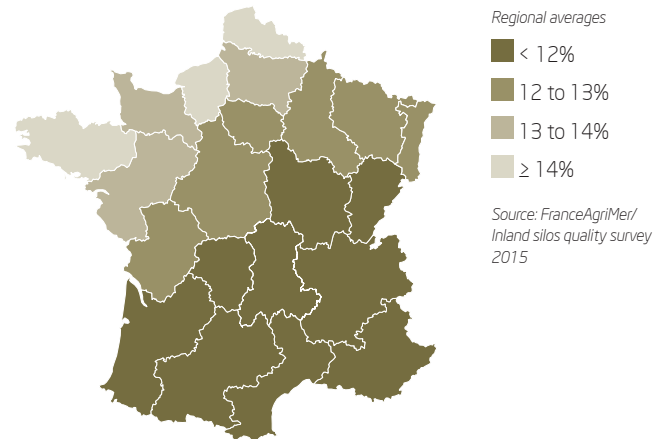 Regional averages
< 12%
12 to 13%
13 to 14%
≥ 14%
Source: FranceAgriMer/
Inland silos quality survey
2015